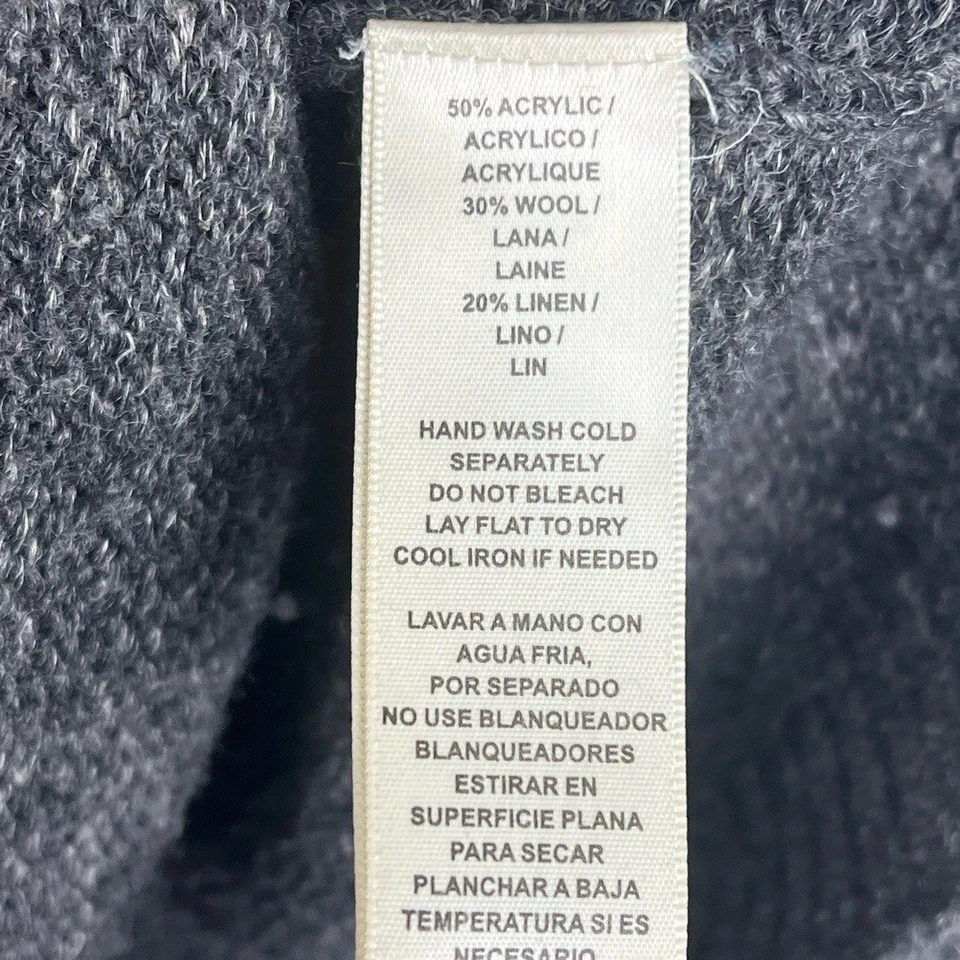 50% ACRYLIC /
ACRYLICO /
ACRYLIQUE
30% WOOL /
LANA /
LAINE
20% LINEN /
LINO /
LIN
HAND WASH COLD
SEPARATELY
DO NOT BLEACH
LAY FLAT TO DRY
COOL IRON IF NEEDED
LAVAR A MANO CON
AGUA FRIA,
POR SEPARADO
NO USE BLANQUEADOR
BLANQUEADORES
ESTIRAR EN
SUPERFICIE PLANA
PARA SECAR
PLANCHAR A BAJA
TEMPERATURA SI ES
NECESARIO